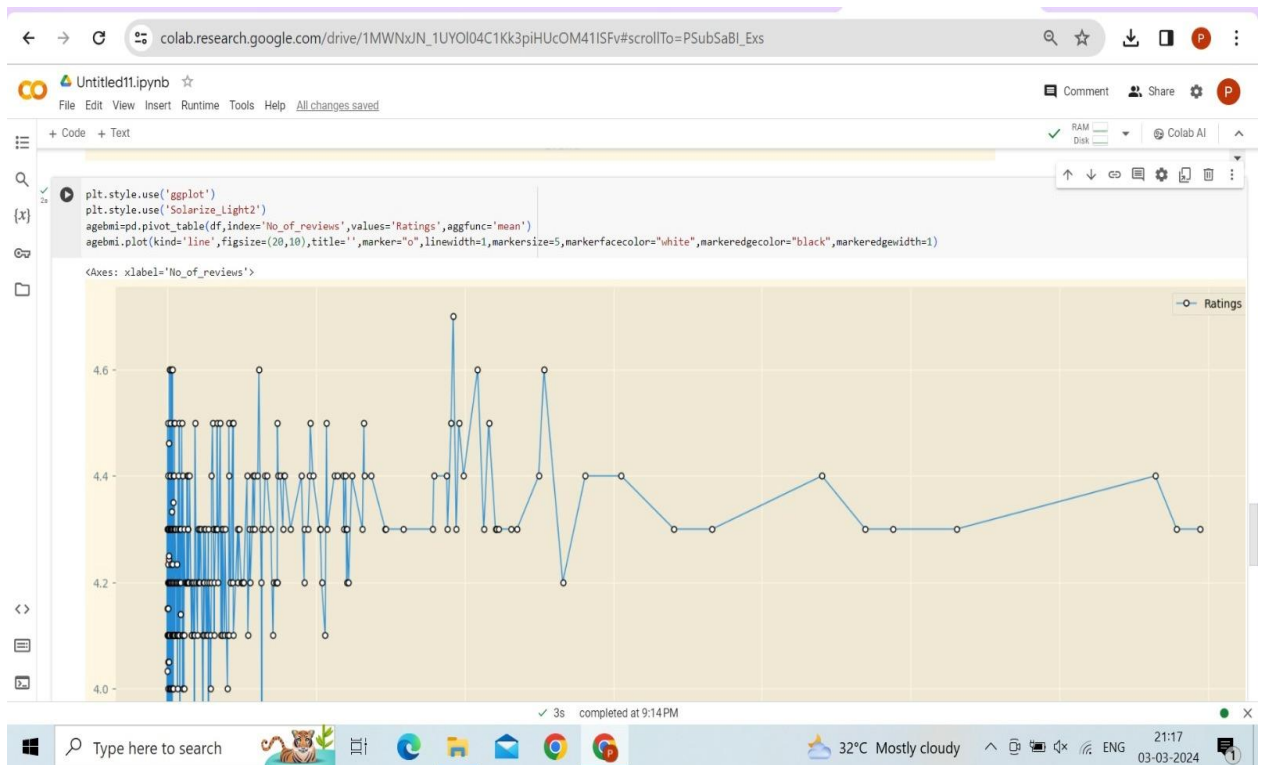 colab.research.google.com/drive/1MWNxJN_1UYOl04C1Kk3piHUcOM41ISFv#scrollTo=PSubSaBI_Exs
P
Untitled11.ipynb
File Edit View Insert Runtime Tools Help All changes saved
Comment Share P
+ Code + Text
RAM
Disk
Colab AI
2s
{x}
plt.style.use('ggplot')
plt.style.use('Solarize_Light2')
agebmi=pd.pivot_table(df,index='No_of_reviews',values='Ratings',aggfunc='mean')
agebmi.plot(kind='line',figsize=(20,10),title='',marker="o",linewidth=1,markersize=5,markerfacecolor="white",markeredgecolor="black",markeredgewidth=1)
<Axes: xlabel='No_of_reviews'>
Ratings
4.6
4.4
4.2
4.0
3s completed at 9:14 PM
Type here to search
32°C Mostly cloudy
ENG
21:17
03-03-2024
1